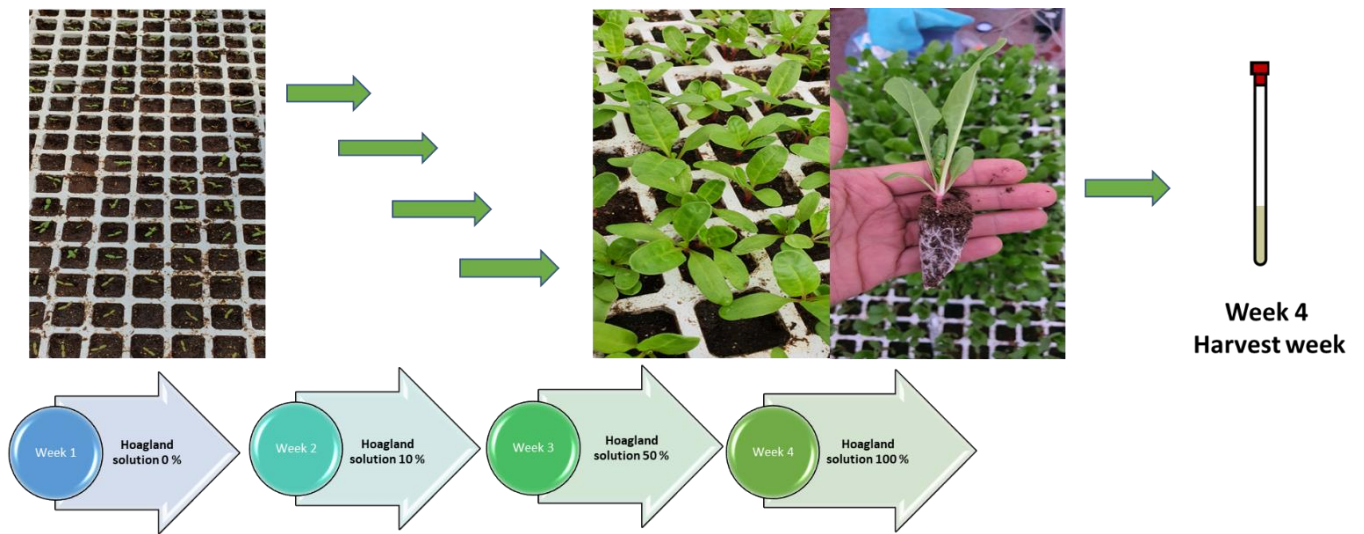 Week 4
Harvest week
Week 1
Hoagland
solution 0 %
Week 2
Hoagland
solution 10 %
Week 3
Hoagland
solution 50 %
Week 4
Hoagland
solution 100 %